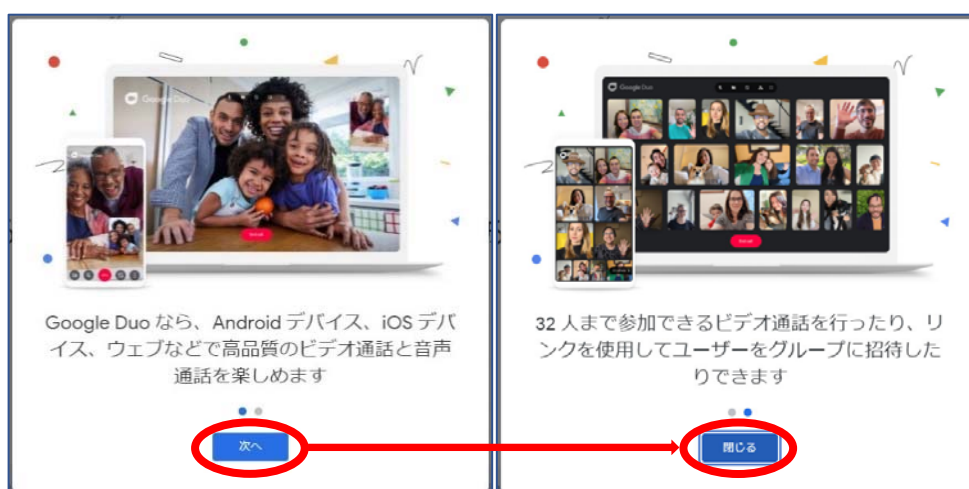 Google Duo
Google Duo なら、Android デバイス、iOS デバ
イス、ウェブなどで高品質のビデオ通話と音声
通話を楽しめます
次へ
Google Duo
32 人まで参加できるビデオ通話を行ったり、リ
ンクを使用してユーザーをグループに招待した
りできます
閉じる